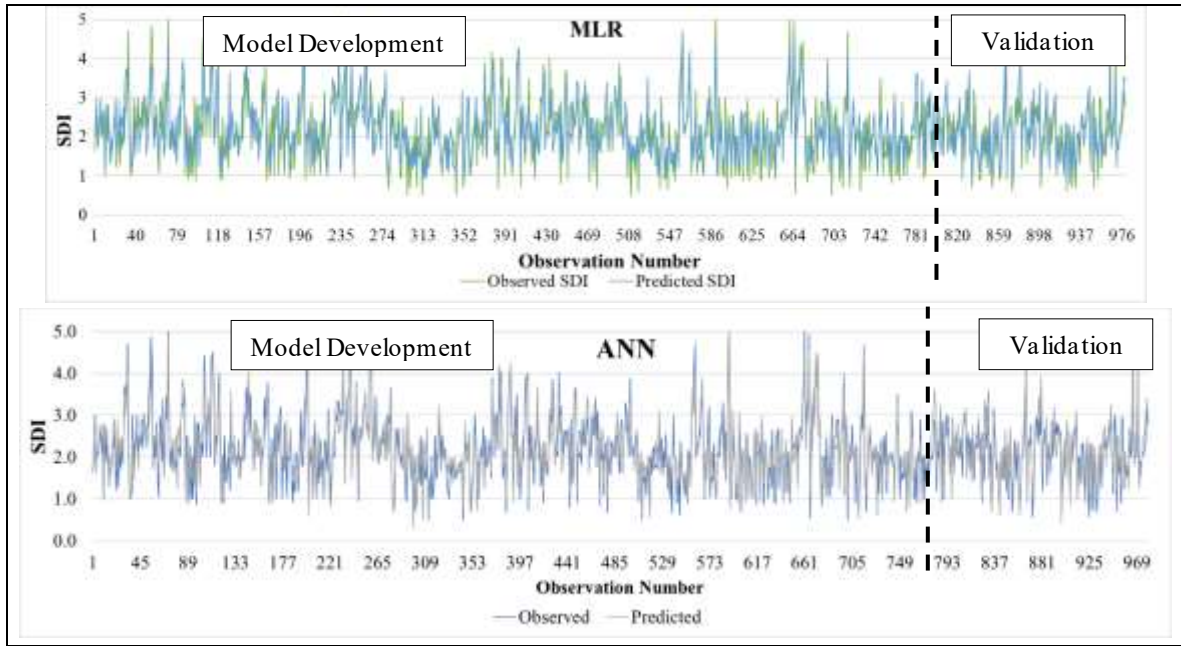 MLR
Model Development
Validation
SDI
5
4
3
2
1
0
1 40 79 118 157 196 235 274 313 352 391 430 469 508 547 586 625 664 703 742 781 820 859 898 937 976
Observation Number
Observed SDI Predicted SDI
ANN
Model Development
Validation
SDI
5.0
4.0
3.0
2.0
1.0
0.0
1 45 89 133 177 221 265 309 353 397 441 485 529 573 617 661 705 749 793 837 881 925 969
Observation Number
Observed Predicted